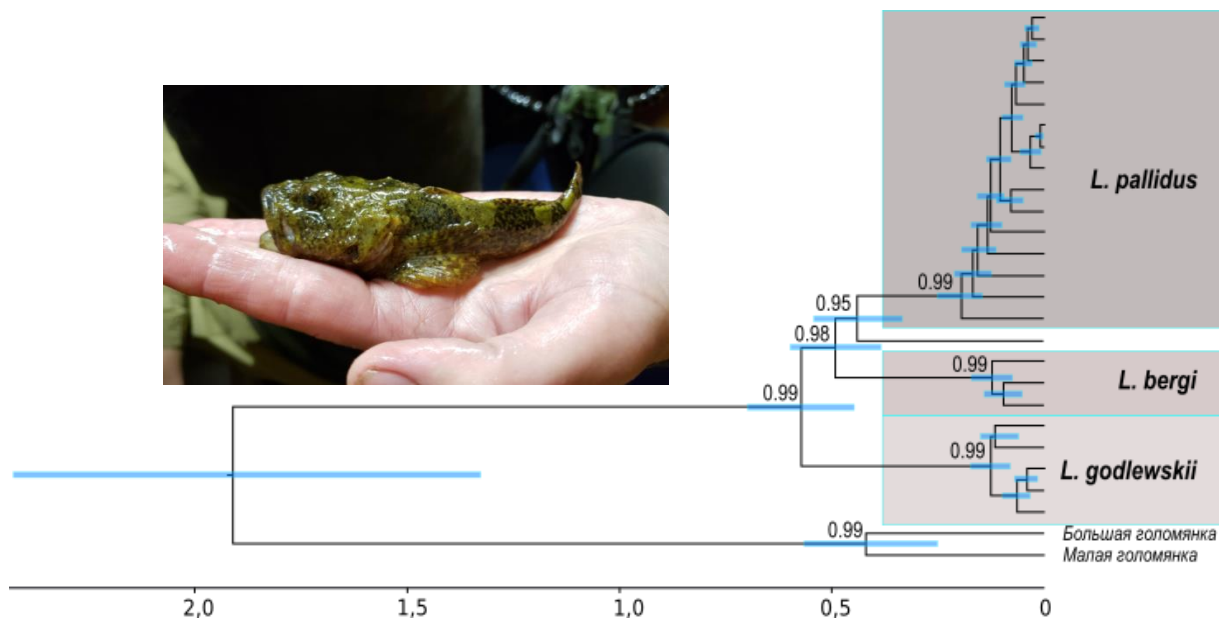 L. pallidus
0.99
0.95
0.98
0.99
L. bergi
0.99
0.99
L. godlewskii
0.99
Большая голомянка
Малая голомянка
2,0 1,5 1,0 0,5 0